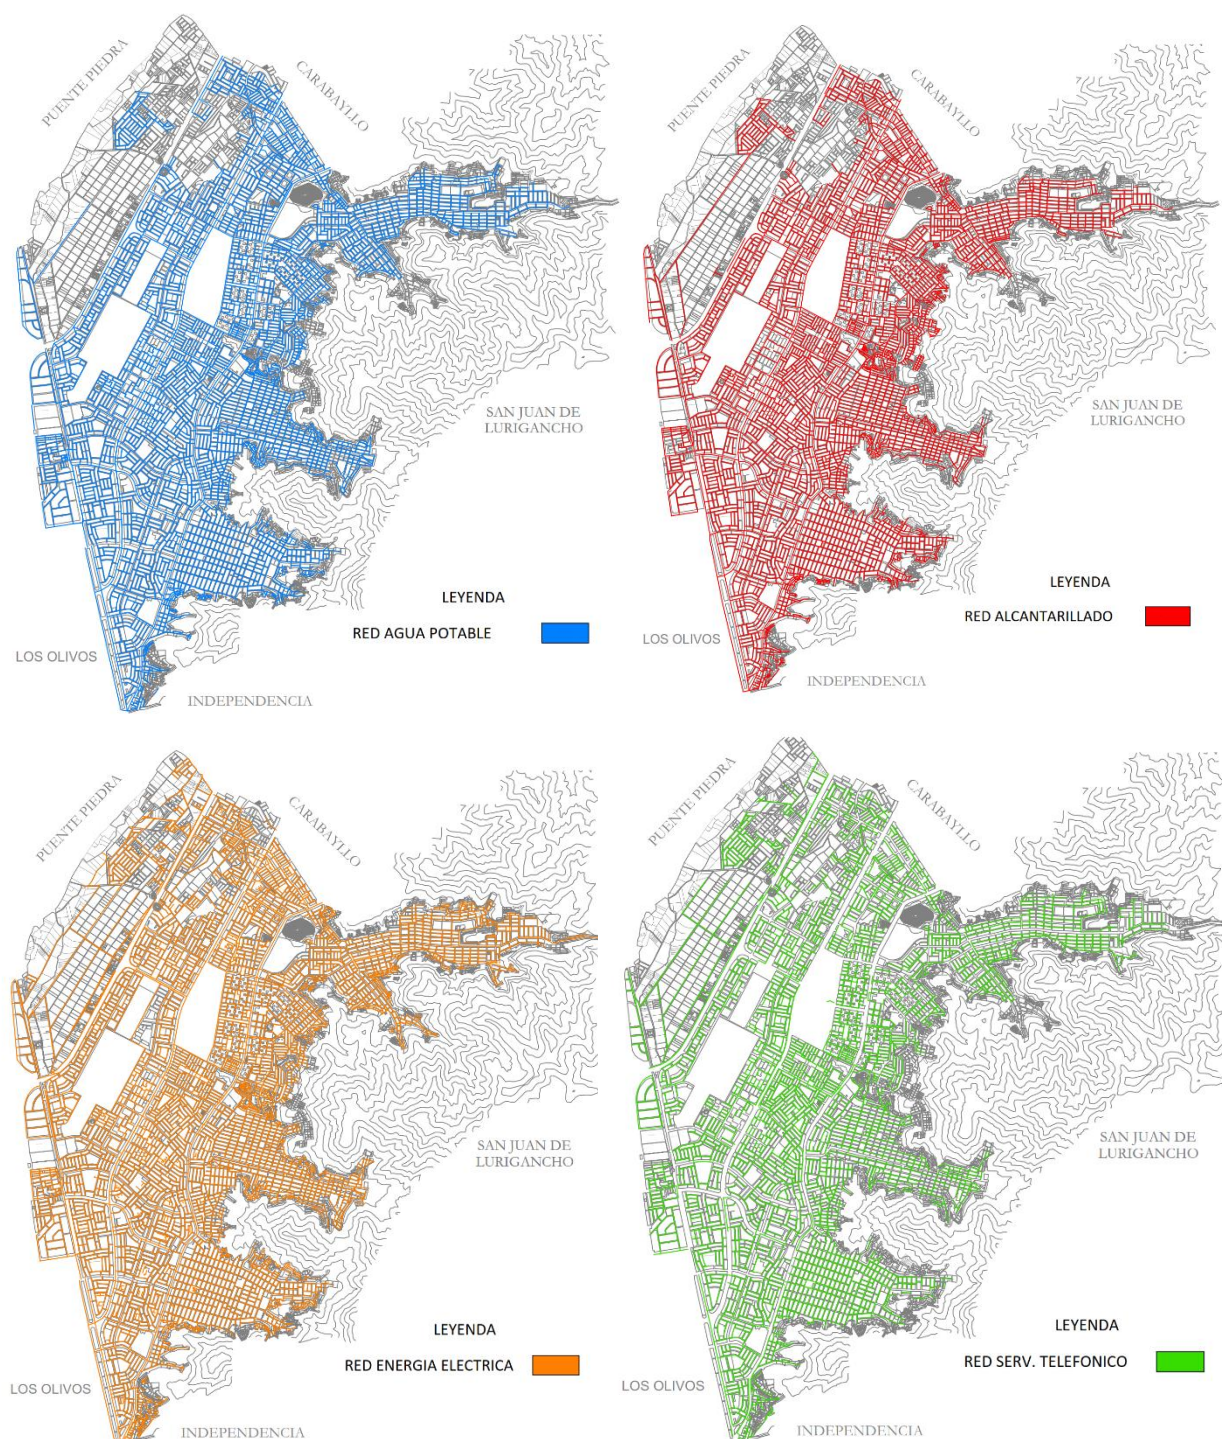 PUENTE PIEDRA
CARABAYLLO
SAN JUAN DE
LURIGANCHO
LEYENDA
RED AGUA POTABLE
LOS OLIVOS
INDEPENDENCIA
PUENTE PIEDRA
CARABAYLLO
SAN JUAN DE
LURIGANCHO
LEYENDA
RED ALCANTARILLADO
LOS OLIVOS
INDEPENDENCIA
PUENTE PIEDRA
CARABAYLLO
SAN JUAN DE
LURIGANCHO
LEYENDA
RED ENERGIA ELECTRICA
LOS OLIVOS
INDEPENDENCIA
PUENTE PIEDRA
CARABAYLLO
SAN JUAN DE
LURIGANCHO
LEYENDA
RED SERV. TELEFONICO
LOS OLIVOS
INDEPENDENCIA